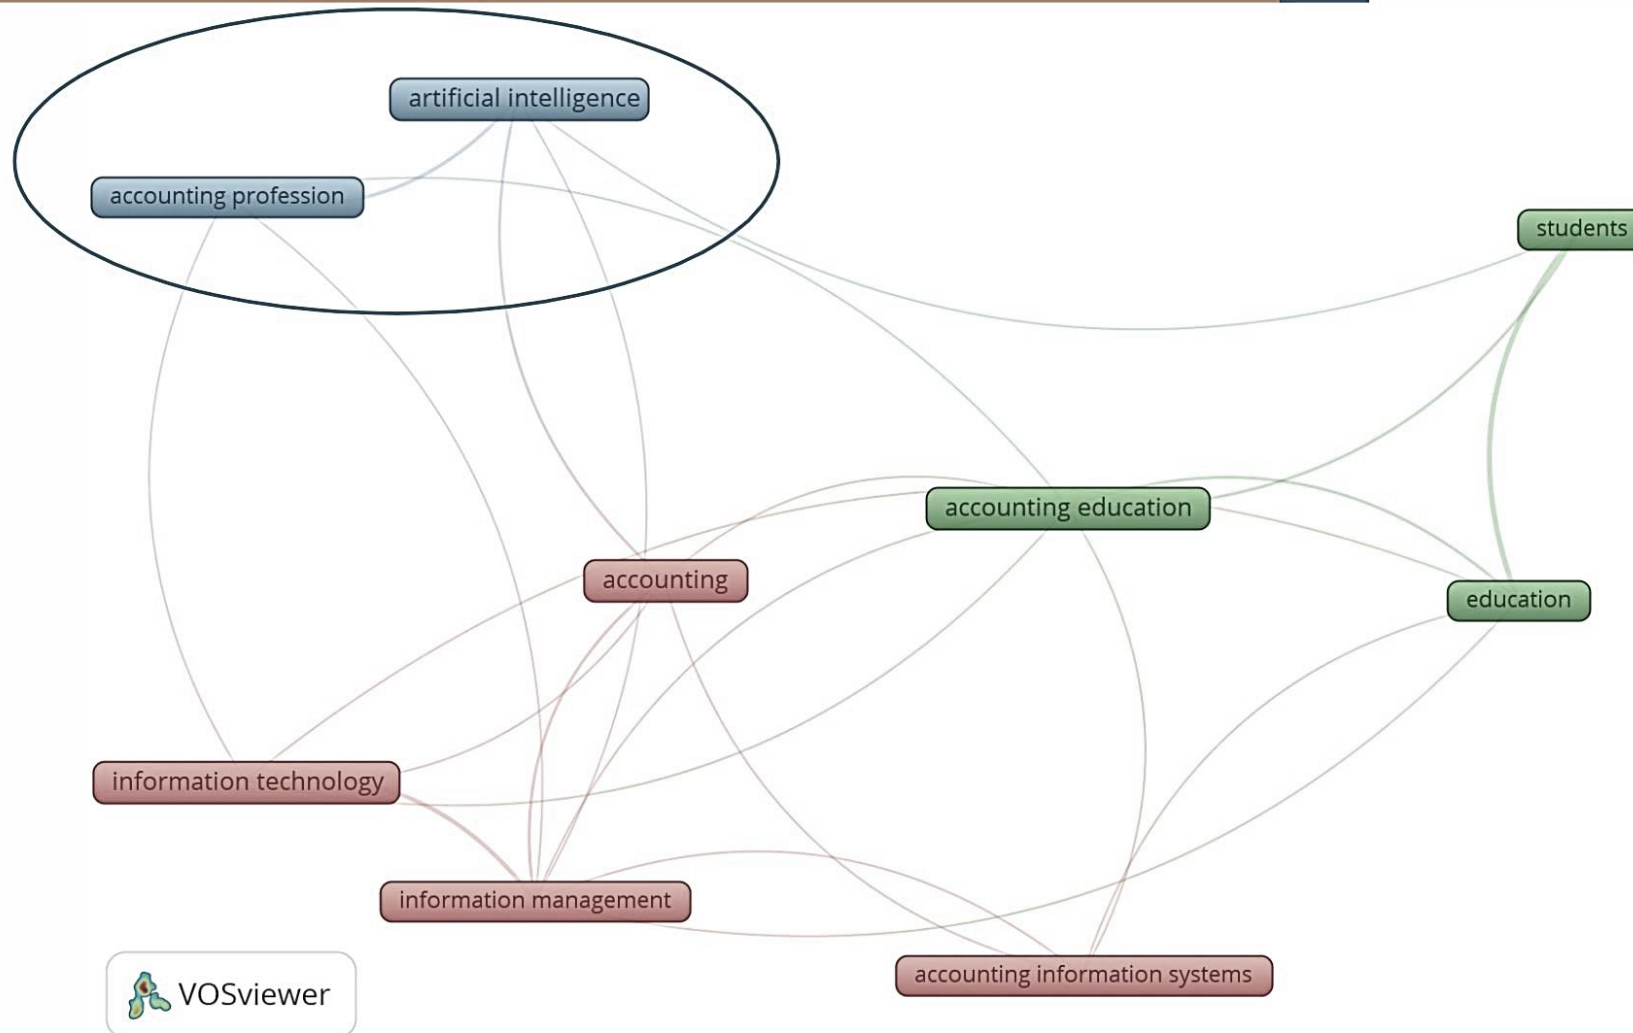 artificial intelligence
accounting profession
students
accounting education
accounting
education
information technology
information management
accounting information systems
VOSviewer